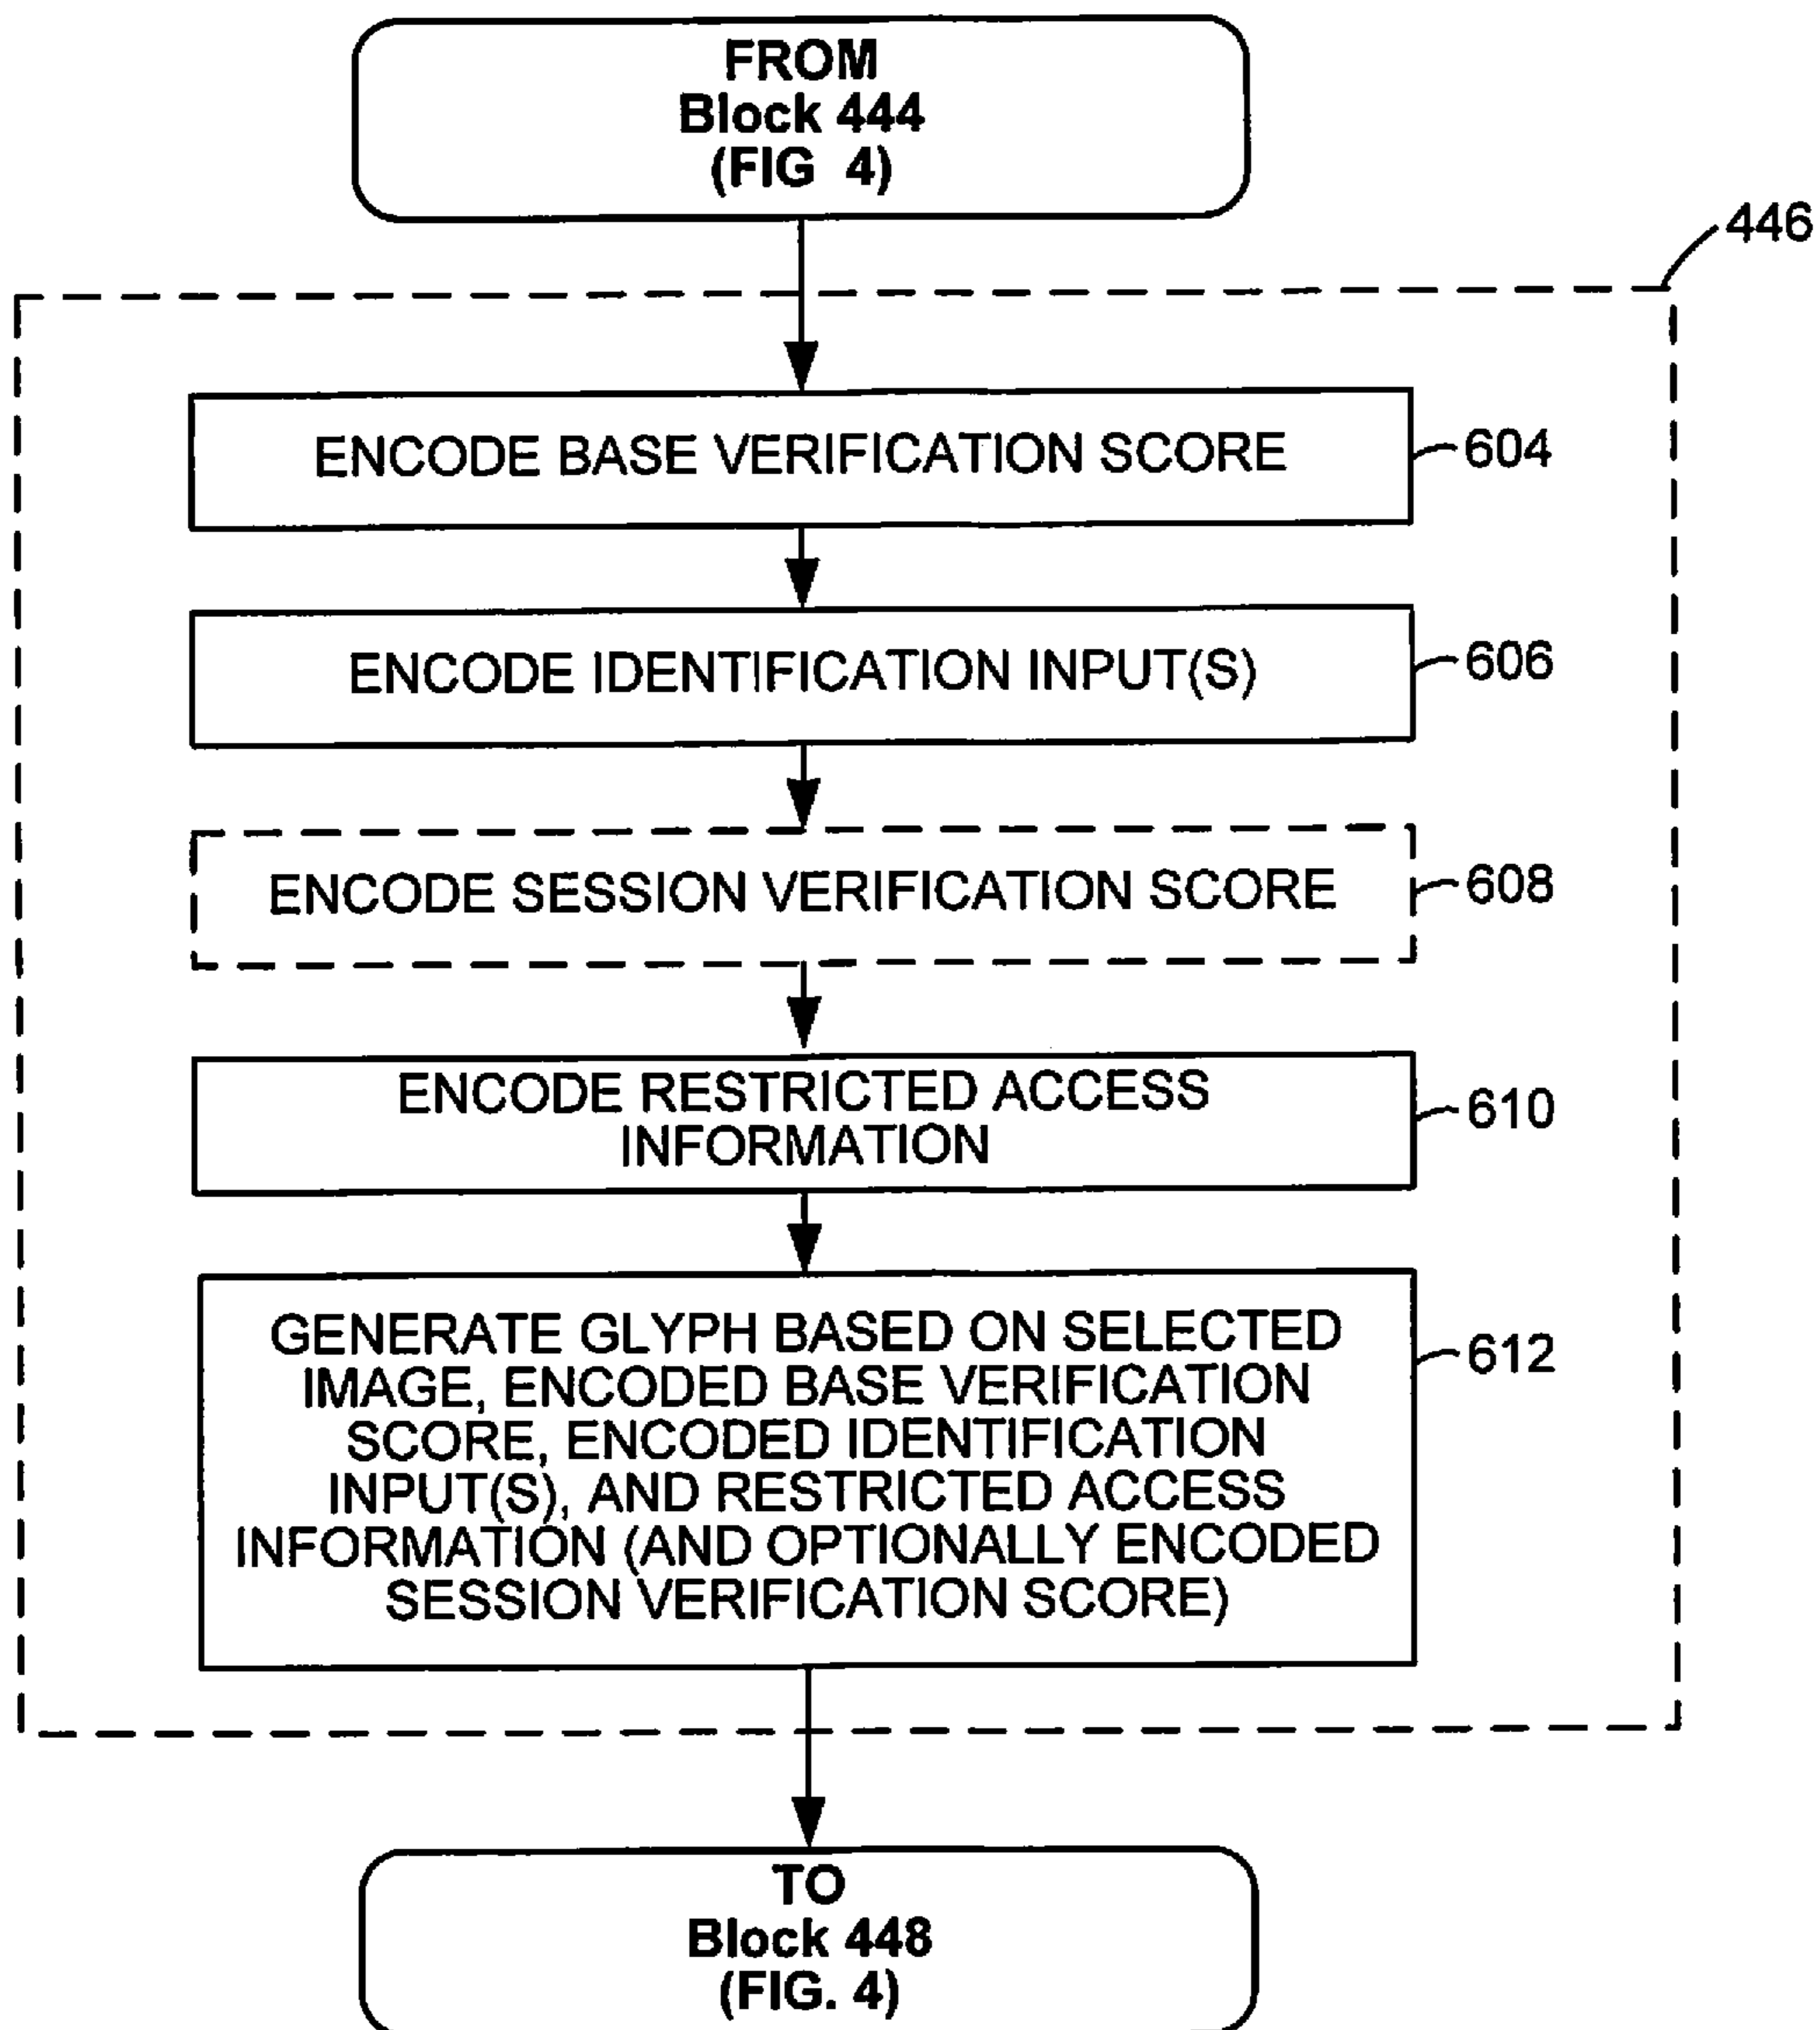 FROM
Block 444
(FIG 4)
446
ENCODE BASE VERIFICATION SCORE
604
ENCODE IDENTIFICATION INPUT(S)
606
ENCODE SESSION VERIFICATION SCORE
608
ENCODE RESTRICTED ACCESS
INFORMATION
610
GENERATE GLYPH BASED ON SELECTED
IMAGE, ENCODED BASE VERIFICATION
SCORE, ENCODED IDENTIFICATION
INPUT(S), AND RESTRICTED ACCESS
INFORMATION (AND OPTIONALLY ENCODED
SESSION VERIFICATION SCORE)
612
TO
Block 448
(FIG. 4)